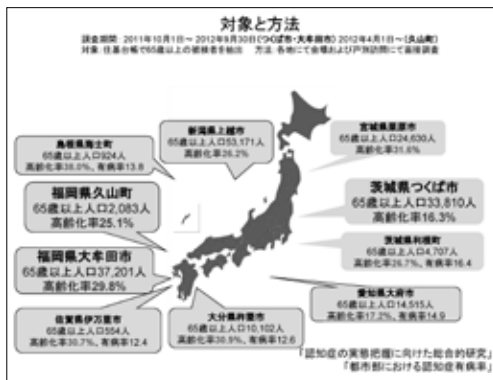 対象と方法
調査期間：2011年10月1日～ 2012年9月30日(つくば市・大牟田市) 2012年4月1日～(久山町)
対象：住基台帳で65歳以上の被検者を抽出　方法：各地にて会場および戸別訪問にて面接調査
新潟県上越市
65歳以上人口53,171人
高齢化率26.2%
宮城県栗原市
65歳以上人口24,630人
高齢化率31.6%
島根県海士町
65歳以上人口924人
高齢化率38.0%、有病率13.8
福岡県久山町
65歳以上人口2,083人
高齢化率25.1%
茨城県つくば市
65歳以上人口33,810人
高齢化率16.3%
茨城県利根町
65歳以上人口4,707人
高齢化率26.7%、有病率16.4
福岡県大牟田市
65歳以上人口37,201人
高齢化率29.8%
愛知県大府市
65歳以上人口14,515人
高齢化率17.2%、有病率14.9
佐賀県伊万里市
65歳以上人口554人
高齢化率30.7%、有病率12.4
大分県杵築市
65歳以上人口10,102人
高齢化率30.9%、有病率12.6
「認知症の実態把握に向けた総合的研究」
「都市部における認知症有病率」